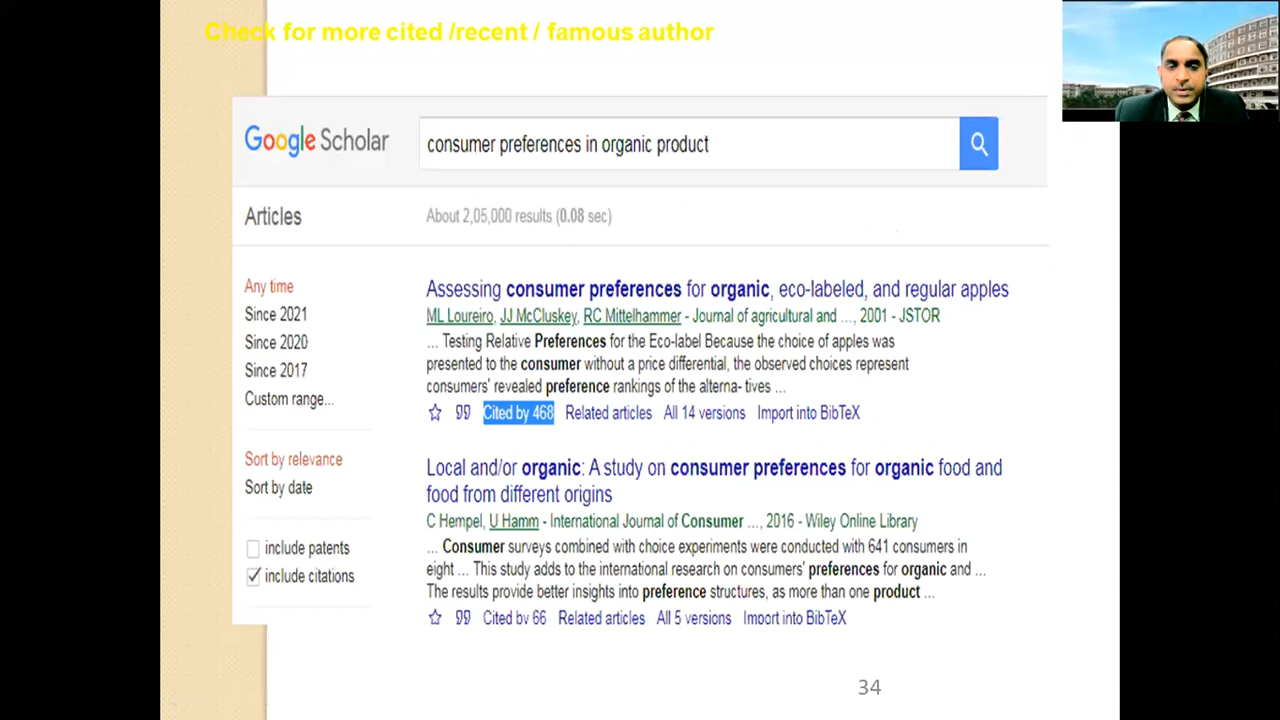 Check for more cited /recent / famous author
Google Scholar
consumer preferences in organic product
Articles
About 2,05,000 results (0.08 sec)
Any time
Since 2021
Since 2020
Since 2017
Custom range...
Sort by relevance
Sort by date
include patents
include citations
Assessing consumer preferences for organic, eco-labeled, and regular apples
ML Loureiro, JJ McCluskey, RC Mittelhammer - Journal of agricultural and ..., 2001 - JSTOR
... Testing Relative Preferences for the Eco-label Because the choice of apples was
presented to the consumer without a price differential, the observed choices represent
consumers' revealed preference rankings of the alterna- tives ...
Cited by 468 Related articles All 14 versions Import into BibTeX
Local and/or organic: A study on consumer preferences for organic food and
food from different origins
C Hempel, U Hamm - International Journal of Consumer ..., 2016 - Wiley Online Library
... Consumer surveys combined with choice experiments were conducted with 641 consumers in
eight ... This study adds to the international research on consumers' preferences for organic and ...
The results provide better insights into preference structures, as more than one product ...
Cited by 66 Related articles All 5 versions Import into BibTeX
34